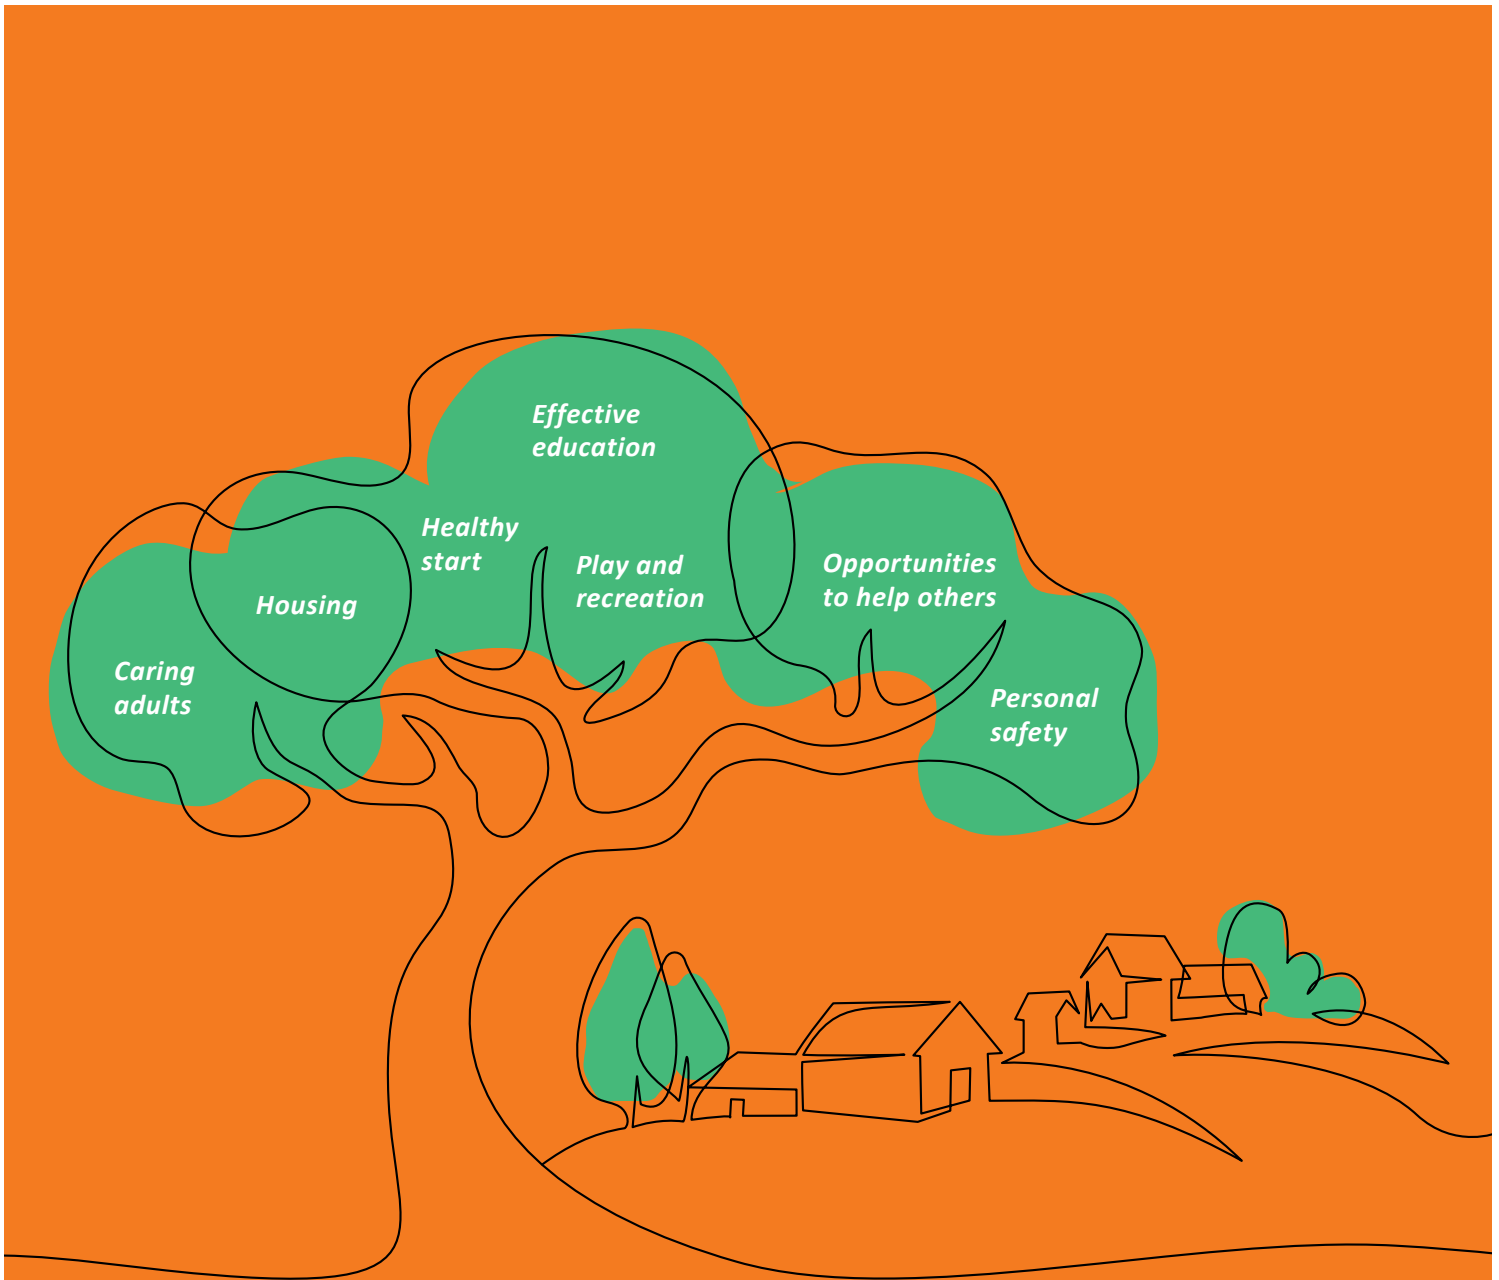 Effective
education
Healthy
start
Play and
recreation
Opportunities
to help others
Housing
Caring
adults
Personal
safety